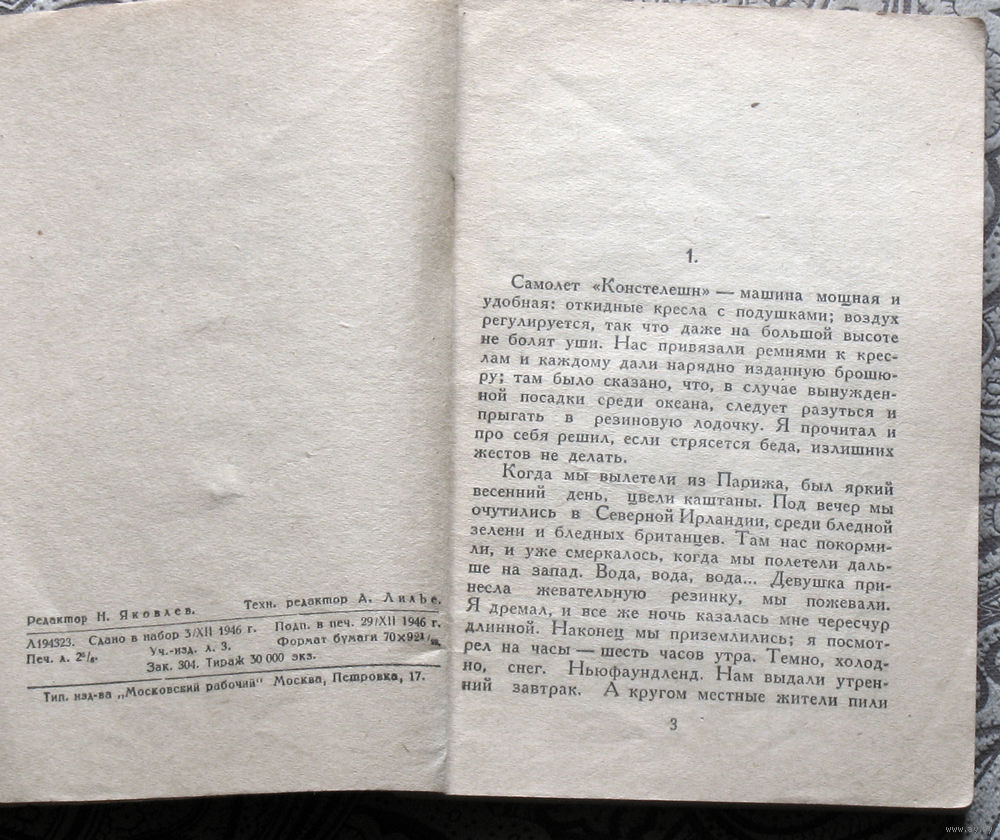 Редактор Н. Яковлев. Техн. редактор А. Лилье.
Л194323. Сдано в набор 3/XII 1946 г. Подп. в печ. 29/XII 1946 г.
Печ. л. Уч.-изд. л. 3. Формат бумаги
Зак. 304. Тираж 30 000 экз.
Тип. изд-ва „Московский рабочий“ Москва, Петровка, 17.
1.
Самолет «Констелешн» — машина мощная и
удобная: откидные кресла с подушками; воздух
регулируется, так что даже на большой высоте
не болят уши. Нас привязали ремнями к крес-
лам и каждому дали нарядно изданную брошю-
ру; там было сказано, что, в случае вынужден-
ной посадки среди океана, следует разуться и
прыгать в резиновую лодочку. Я прочитал и
про себя решил, если стрясется беда, излишних
жестов не делать.
Когда мы вылетели из Парижа, был яркий
весенний день, цвели каштаны. Под вечер мы
очутились в Северной Ирландии, среди бледной
зелени и бледных британцев. Там нас покорми-
ли, и уже смеркалось, когда мы полетели даль-
ше на запад. Вода, вода, вода... Девушка при-
несла жевательную резинку, мы пожевали.
Я дремал, и все же ночь казалась мне чересчур
длинной. Наконец мы приземлились; я посмот-
рел на часы — шесть часов утра. Темно, холод-
но, снег. Ньюфаундленд. Нам выдали утрен-
ний завтрак. А кругом местные жители пили
3